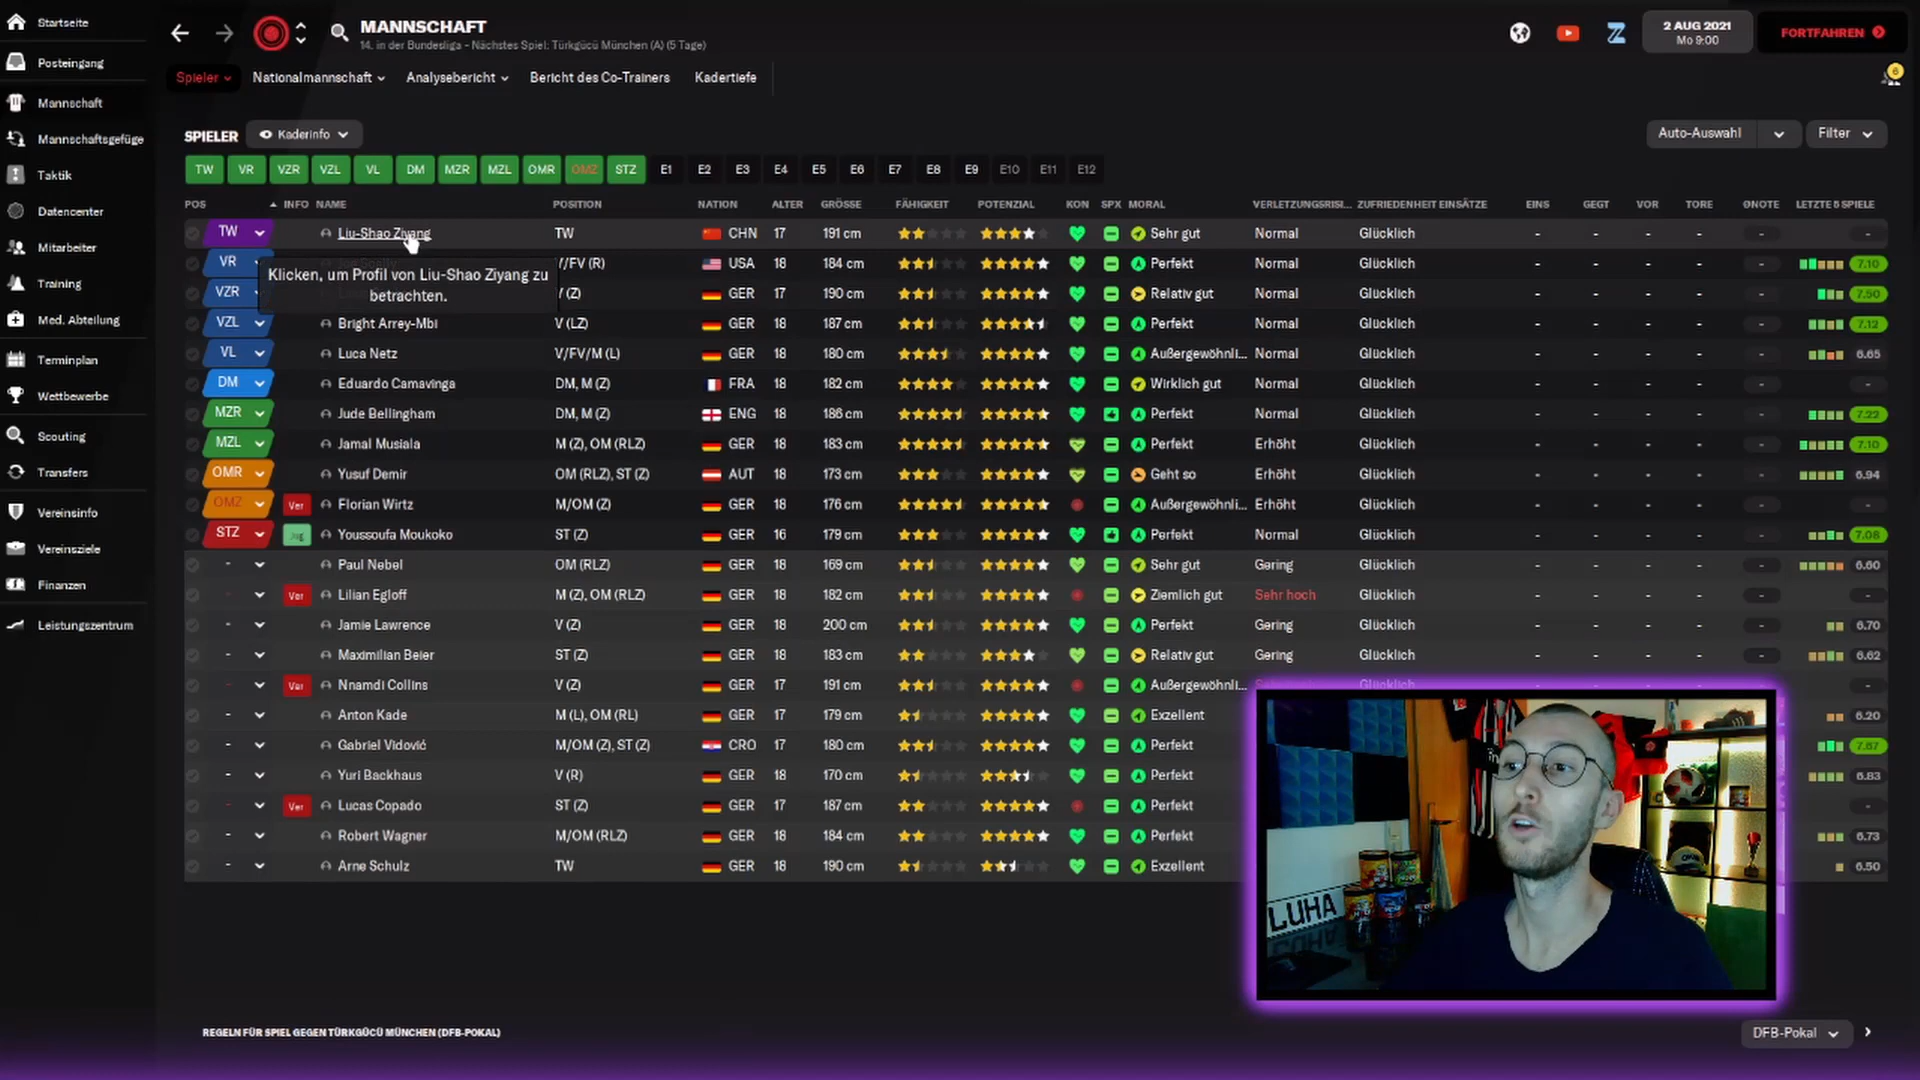 Startseite
Posteingang
Mannschaft
Mannschaftsgefüge
Taktik
Datencenter
Mitarbeiter
Training
Med. Abteilung
Terminplan
Wettbewerbe
Scouting
Transfers
Vereinsinfo
Vereinsziele
Finanzen
Leistungszentrum
MANNSCHAFT
14. in der Bundesliga - Nächstes Spiel: Türkgücü München (A) (5 Tage)
2 AUG 2021
Mo 9:00
FORTFAHREN
Spieler Nationalmannschaft Analysebericht Bericht des Co-Trainers Kadertiefe
6
SPIELER Kaderinfo Auto-Auswahl Filter
TW VR VZR VZL VL DM MZR MZL OMR OMZ STZ E1 E2 E3 E4 E5 E6 E7 E8 E9 E10 E11 E12
POS INFO NAME POSITION NATION ALTER GRÖSSE FÄHIGKEIT POTENZIAL KON SPX MORAL VERLETZUNGSRISI... ZUFRIEDENHEIT EINSÄTZE EINS GEGT VOR TORE ØNOTE LETZTE 5 SPIELE
TW Liu-Shao Ziyang TW CHN 17 191 cm Sehr gut Normal Glücklich - - - - - -
VR V/FV (R) USA 18 184 cm Perfekt Normal Glücklich - - - - - 7.10
Klicken, um Profil von Liu-Shao Ziyang zu
betrachten.
VZR V (Z) GER 17 190 cm Relativ gut Normal Glücklich - - - - - 7.50
VZL Bright Arrey-Mbi V (LZ) GER 18 187 cm Perfekt Normal Glücklich - - - - - 7.12
VL Luca Netz V/FV/M (L) GER 18 180 cm Außergewöhnli... Normal Glücklich - - - - - 6.65
DM Eduardo Camavinga DM, M (Z) FRA 18 182 cm Wirklich gut Normal Glücklich - - - - - -
MZR Jude Bellingham DM, M (Z) ENG 18 186 cm Perfekt Normal Glücklich - - - - - 7.22
MZL Jamal Musiala M (Z), OM (RLZ) GER 18 183 cm Perfekt Erhöht Glücklich - - - - - 7.10
OMR Yusuf Demir OM (RLZ), ST (Z) AUT 18 173 cm Geht so Erhöht Glücklich - - - - - 6.94
OMZ Ver Florian Wirtz M/OM (Z) GER 18 176 cm Außergewöhnli... Erhöht Glücklich - - - - - -
STZ Jug Youssoufa Moukoko ST (Z) GER 16 179 cm Perfekt Normal Glücklich - - - - - 7.08
- Paul Nebel OM (RLZ) GER 18 169 cm Sehr gut Gering Glücklich - - - - - 6.60
- Ver Lilian Egloff M (Z), OM (RLZ) GER 18 182 cm Ziemlich gut Sehr hoch Glücklich - - - - - -
- Jamie Lawrence V (Z) GER 18 200 cm Perfekt Gering Glücklich - - - - - 6.70
- Maximilian Beier ST (Z) GER 18 183 cm Relativ gut Gering Glücklich - - - - - 6.62
- Ver Nnamdi Collins V (Z) GER 17 191 cm Außergewöhnli... Glücklich - - - - - -
- Anton Kade M (L), OM (RL) GER 17 179 cm Exzellent 6.20
- Gabriel Vidović M/OM (Z), ST (Z) CRO 17 180 cm Perfekt 7.67
- Yuri Backhaus V (R) GER 18 170 cm Perfekt 6.83
- Ver Lucas Copado ST (Z) GER 17 187 cm Perfekt -
- Robert Wagner M/OM (RLZ) GER 18 184 cm Perfekt 6.73
- Arne Schulz TW GER 18 190 cm Exzellent 6.50
LUHA
REGELN FÜR SPIEL GEGEN TÜRKGÜCÜ MÜNCHEN (DFB-POKAL)
DFB-Pokal